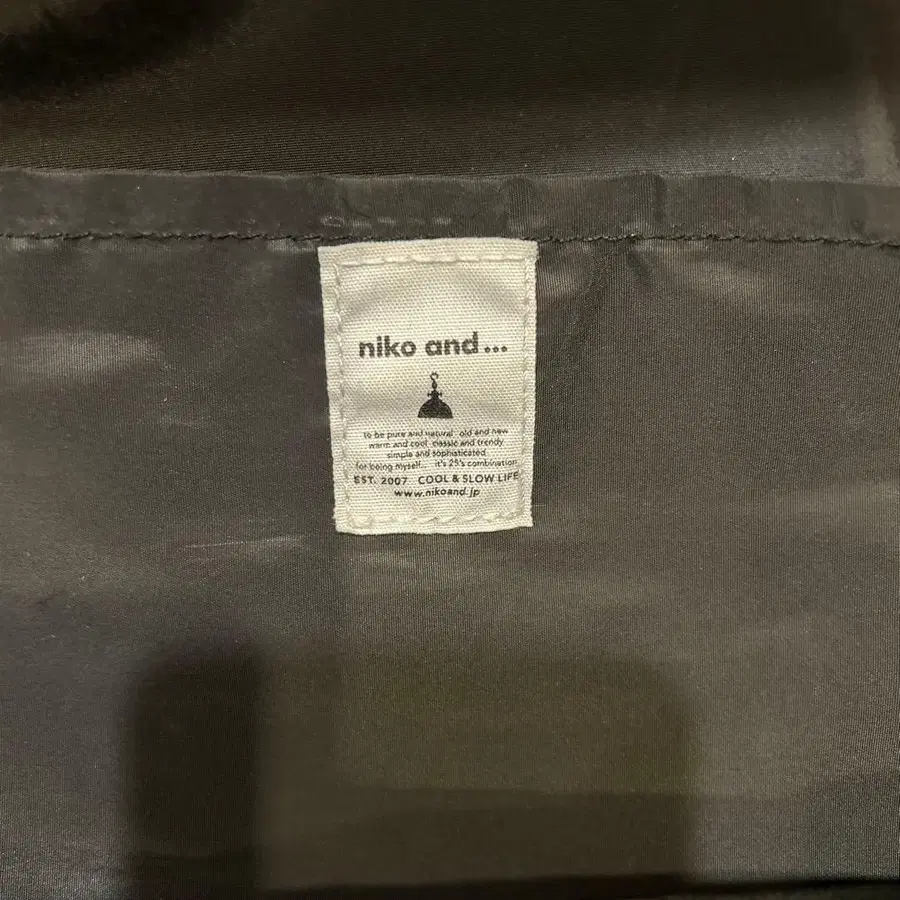 niko and ...
to be pure and natural old and new
warm and cool classic and trendy
simple and sophisticated
for being myself it's 25's combination
EST. 2007 COOL & SLOW LIFE
www.nikoand.jp